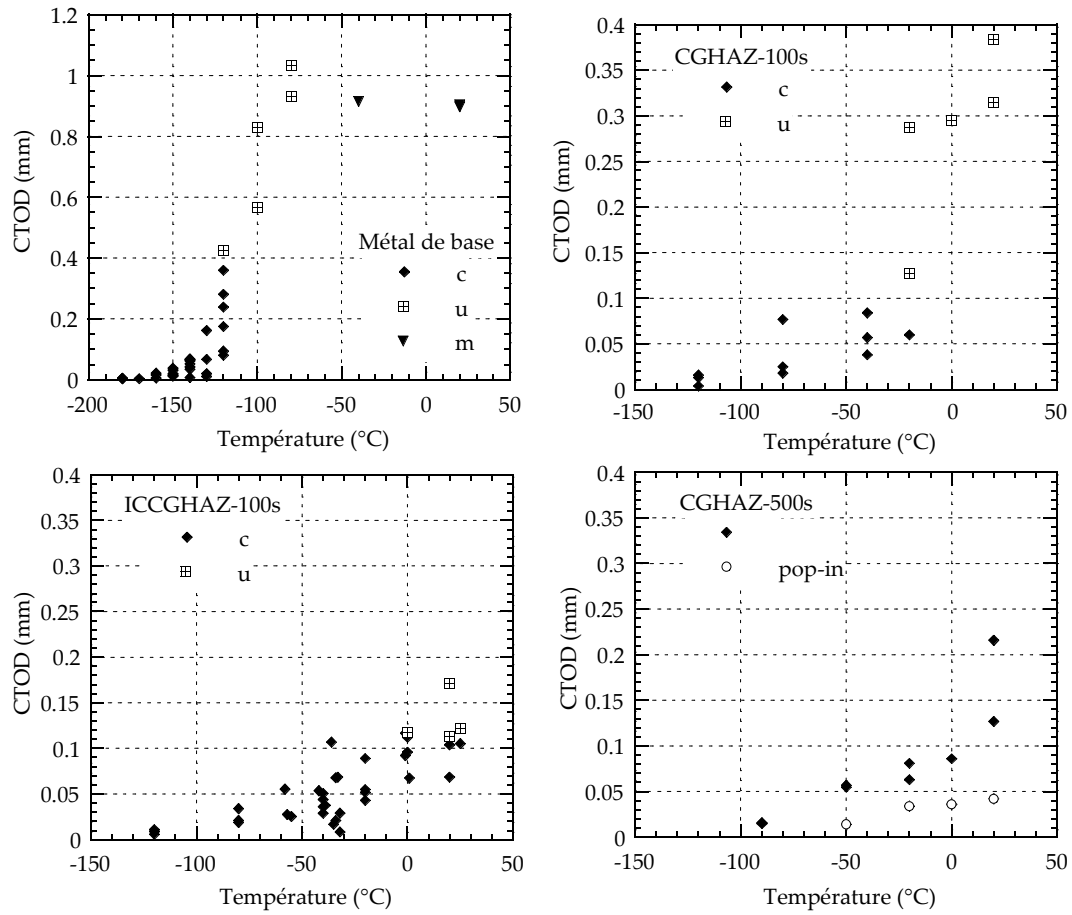 1.2
1
0.8
0.6
0.4
0.2
0
CTOD (mm)
Métal de base
c
u
m
-200 -150 -100 -50 0 50
Température (°C)
0.4
0.35
0.3
0.25
0.2
0.15
0.1
0.05
0
CTOD (mm)
CGHAZ-100s
c
u
-150 -100 -50 0 50
Température (°C)
0.4
0.35
0.3
0.25
0.2
0.15
0.1
0.05
0
CTOD (mm)
ICCGHAZ-100s
c
u
-150 -100 -50 0 50
Température (°C)
0.4
0.35
0.3
0.25
0.2
0.15
0.1
0.05
0
CTOD (mm)
CGHAZ-500s
pop-in
-150 -100 -50 0 50
Température (°C)